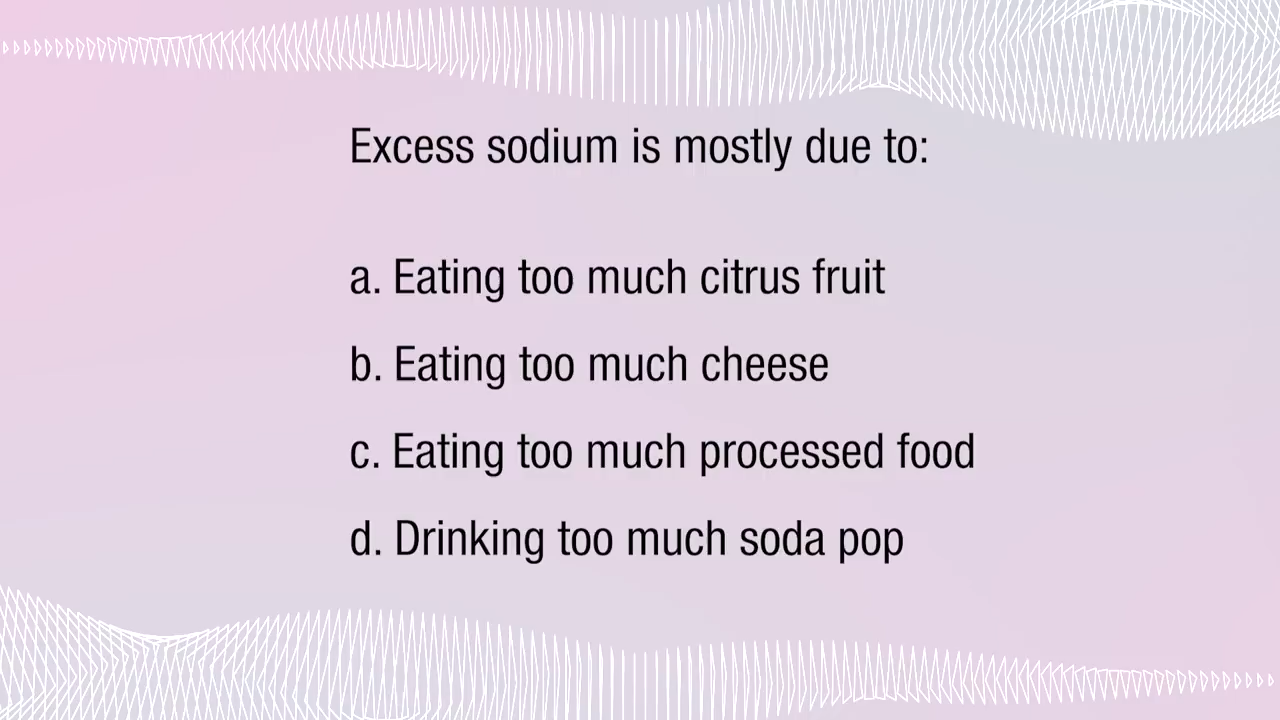 Excess sodium is mostly due to:
a. Eating too much citrus fruit
b. Eating too much cheese
c. Eating too much processed food
d. Drinking too much soda pop